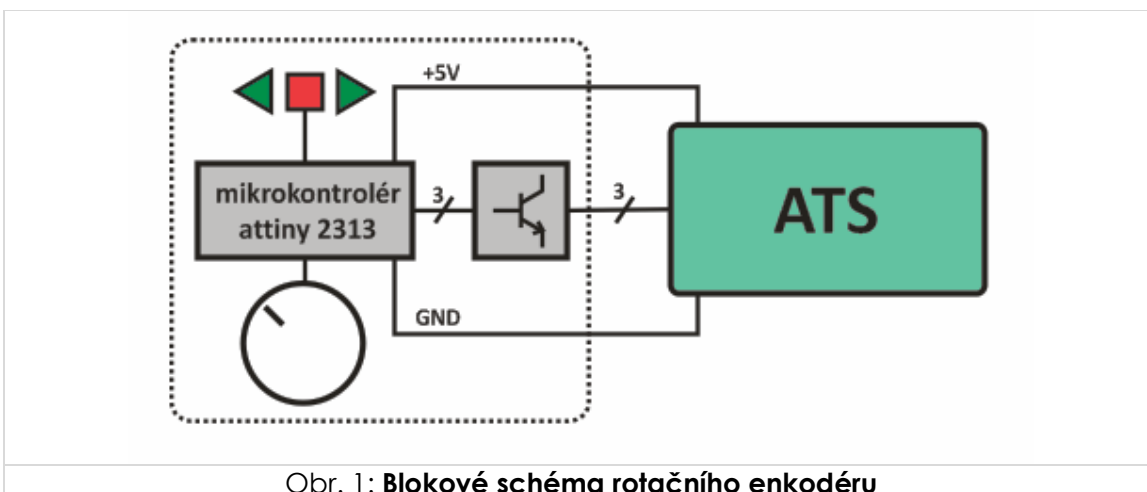 +5V
mikrokontrolér
attiny 2313
3
3
ATS
GND
Obr. 1: Blokové schéma rotačního enkodéru